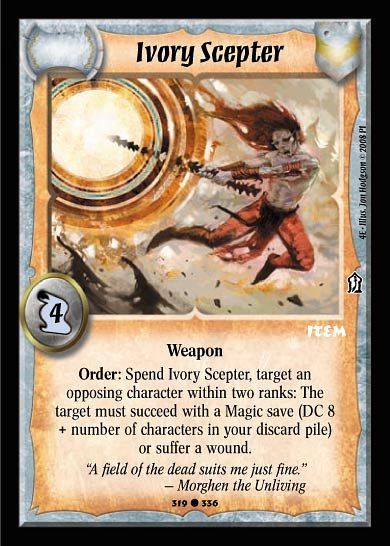 Ivory Scepter
4E • Illus. Jon Hodgson © 2008 PI
4
ITEM
Weapon
Order: Spend Ivory Scepter, target an
opposing character within two ranks: The
target must succeed with a Magic save (DC 8
+ number of characters in your discard pile)
or suffer a wound.
“A field of the dead suits me just fine.”
– Morghen the Unliving
319 ● 336